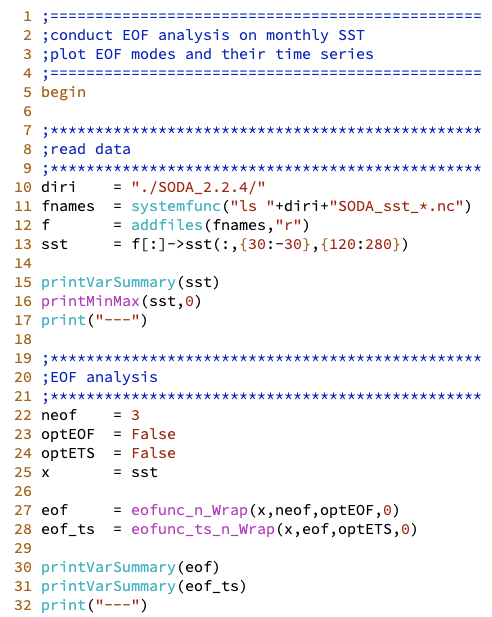 1 ;================================================
2 ;conduct EOF analysis on monthly SST
3 ;plot EOF modes and their time series
4 ;================================================
5 begin
6
7 ;************************************************
8 ;read data
9 ;************************************************
10 diri    = "./SODA_2.2.4/"
11 fnames  = systemfunc("ls "+diri+"SODA_sst_*.nc")
12 f       = addfiles(fnames,"r")
13 sst     = f[:]->sst(:,{30:-30},{120:280})
14
15 printVarSummary(sst)
16 printMinMax(sst,0)
17 print("---")
18
19 ;************************************************
20 ;EOF analysis
21 ;************************************************
22 neof    = 3
23 optEOF  = False
24 optETS  = False
25 x       = sst
26
27 eof     = eofunc_n_Wrap(x,neof,optEOF,0)
28 eof_ts  = eofunc_ts_n_Wrap(x,eof,optETS,0)
29
30 printVarSummary(eof)
31 printVarSummary(eof_ts)
32 print("---")